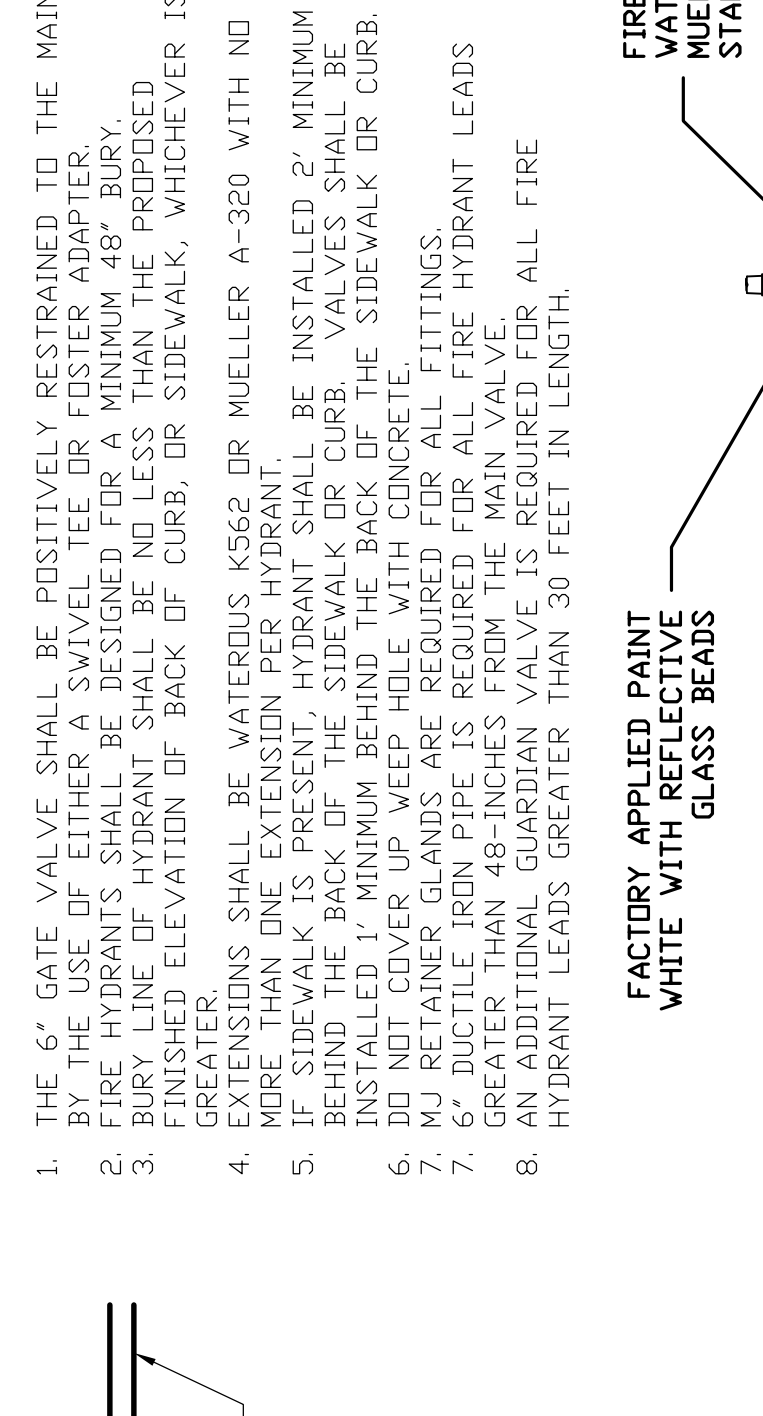 1. THE 6" GATE VALVE SHALL BE POSITIVELY RESTRAINED TO THE MAIN
BY THE USE OF EITHER A SWIVEL TEE OR FOSTER ADAPTER.
2. FIRE HYDRANTS SHALL BE DESIGNED FOR A MINIMUM 48" BURY.
3. BURY LINE OF HYDRANT SHALL BE NO LESS THAN THE PROPOSED
FINISHED ELEVATION OF BACK OF CURB, OR SIDEWALK, WHICHEVER IS
GREATER.
4. EXTENSIONS SHALL BE WATEROUS K562 OR MUELLER A-320 WITH NO
MORE THAN ONE EXTENSION PER HYDRANT.
5. IF SIDEWALK IS PRESENT, HYDRANT SHALL BE INSTALLED 2' MINIMUM
BEHIND THE BACK OF THE SIDEWALK OR CURB. VALVES SHALL BE
INSTALLED 1' MINIMUM BEHIND THE BACK OF THE SIDEWALK OR CURB.
6. DO NOT COVER UP WEEP HOLE WITH CONCRETE.
7. MJ RETAINER GLANDS ARE REQUIRED FOR ALL FITTINGS.
7. 6" DUCTILE IRON PIPE IS REQUIRED FOR ALL FIRE HYDRANT LEADS
GREATER THAN 48-INCHES FROM THE MAIN VALVE.
8. AN ADDITIONAL GUARDIAN VALVE IS REQUIRED FOR ALL FIRE
HYDRANT LEADS GREATER THAN 30 FEET IN LENGTH.
FACTORY APPLIED PAINT
WHITE WITH REFLECTIVE
GLASS BEADS
FIRE